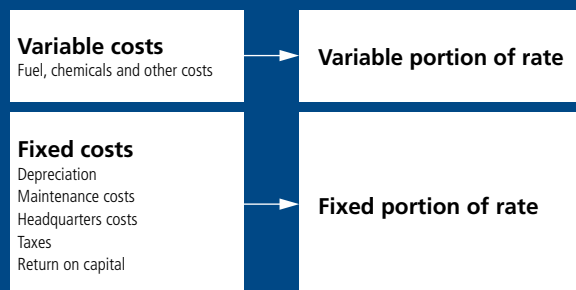 Variable costs
Fuel, chemicals and other costs
Variable portion of rate
Fixed costs
Depreciation
Maintenance costs
Headquarters costs
Taxes
Return on capital
Fixed portion of rate